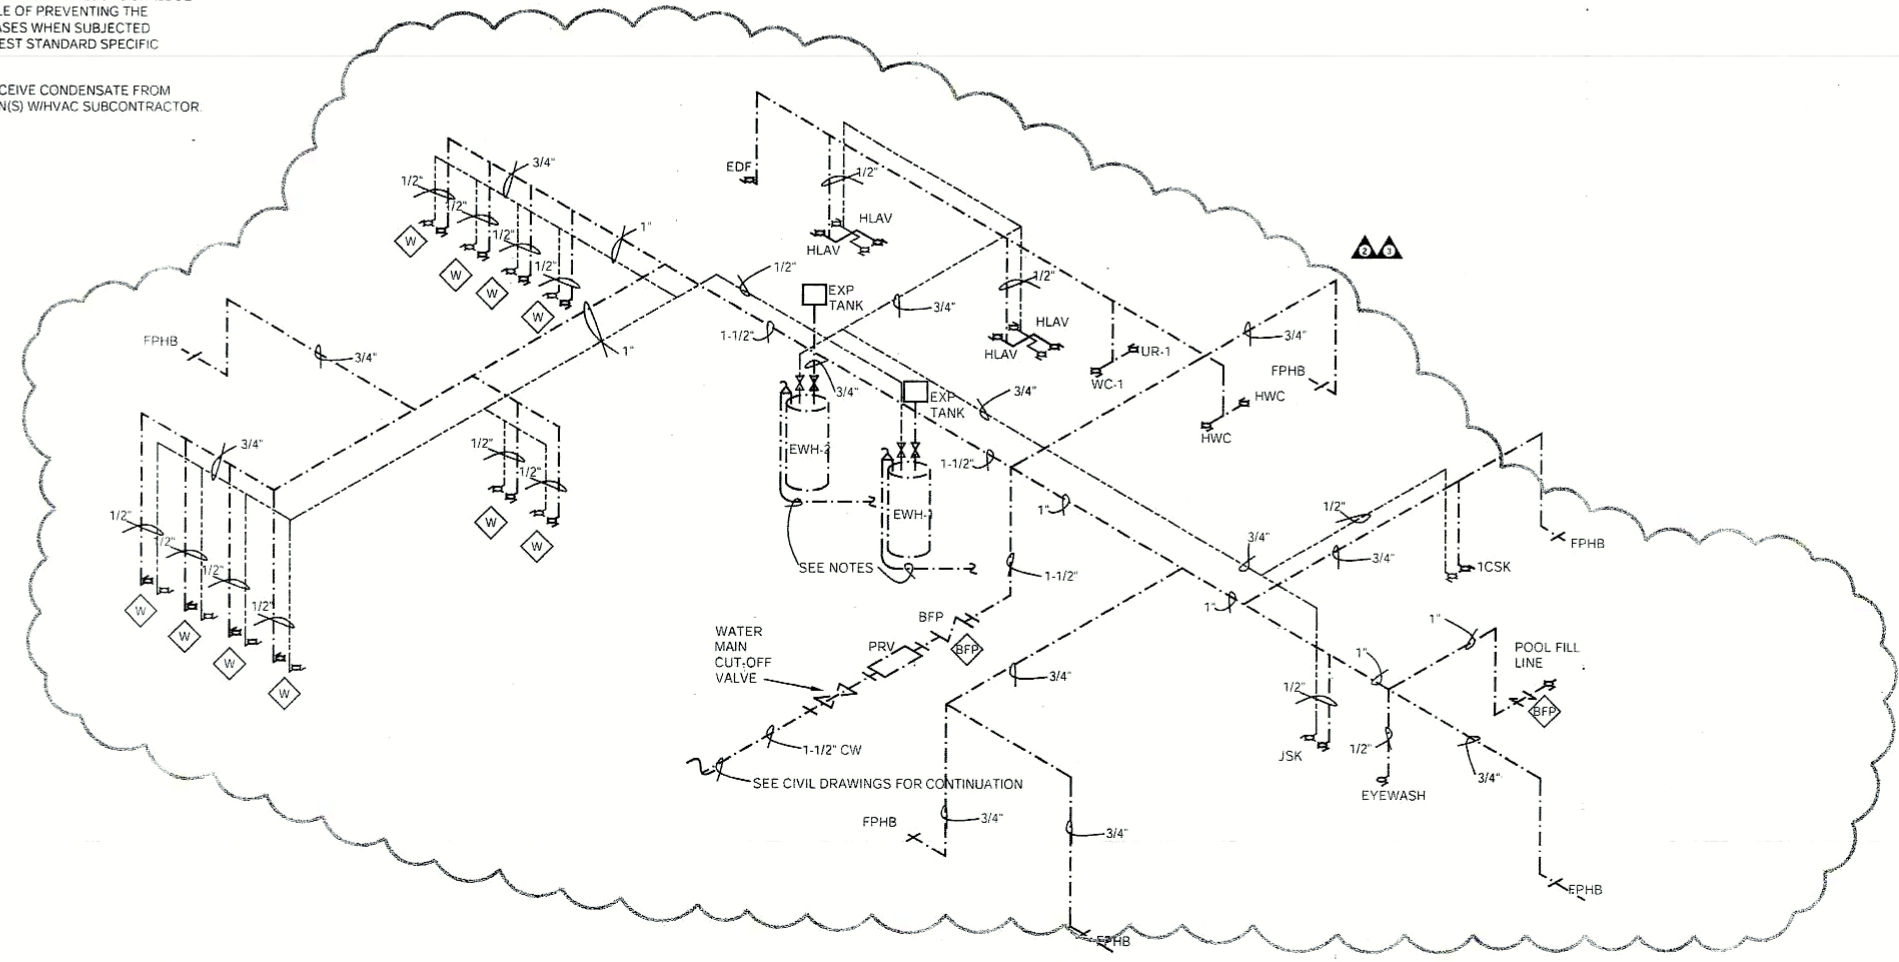 LE OF PREVENTING THE
ASES WHEN SUBJECTED
EST STANDARD SPECIFIC
CEIVE CONDENSATE FROM
N(S) W/HVAC SUBCONTRACTOR.
3/4"
1/2"
1/2"
1/2"
1/2"
1"
W
W
W
W
EDF
1/2"
HLAV
HLAV
1/2"
EXP
TANK
3/4"
1-1/2"
3/4"
1/2"
HLAV
HLAV
UR-1
WC-1
2 3
3/4"
FPHB
HWC
HWC
FPHB
3/4"
1"
EXP
TANK
3/4"
EWH-2
EWH-1
1-1/2"
1"
SEE NOTES
3/4"
1/2"
1/2"
1/2"
1/2"
W
W
W
W
1/2"
1/2"
W
W
1-1/2"
BFP
BFP
PRV
WATER
MAIN
CUT-OFF
VALVE
1-1/2" CW
SEE CIVIL DRAWINGS FOR CONTINUATION
3/4"
FPHB
3/4"
3/4"
FPHB
1/2"
3/4"
3/4"
1"
1CSK
FPHB
1"
1"
POOL FILL
LINE
BFP
1/2"
JSK
1/2"
EYEWASH
3/4"
FPHB